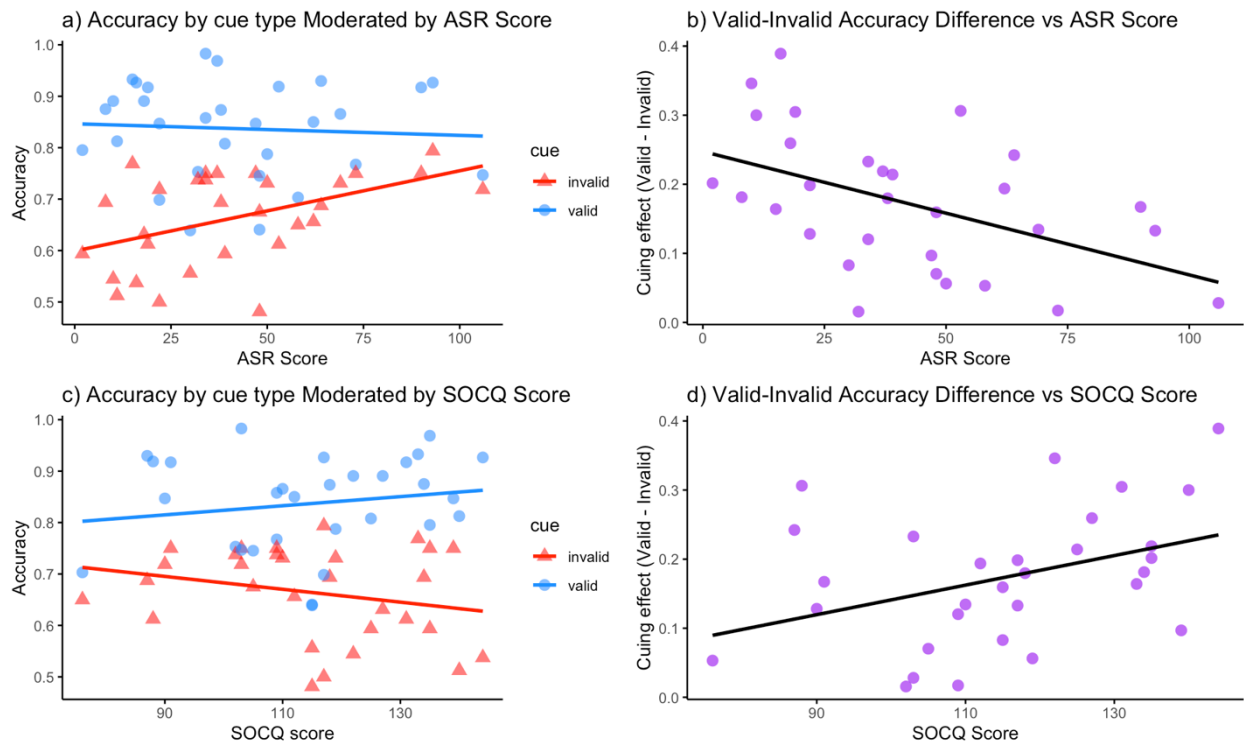 a) Accuracy by cue type Moderated by ASR Score
1.0
0.9
0.8
0.7
0.6
0.5
Accuracy
0
25
50
75
100
ASR Score
cue
invalid
valid
b) Valid-Invalid Accuracy Difference vs ASR Score
0.4
0.3
0.2
0.1
0.0
Cuing effect (Valid - Invalid)
0
25
50
75
100
ASR Score
c) Accuracy by cue type Moderated by SOCQ Score
1.0
0.9
0.8
0.7
0.6
0.5
Accuracy
90
110
130
SOCQ score
cue
invalid
valid
d) Valid-Invalid Accuracy Difference vs SOCQ Score
0.4
0.3
0.2
0.1
0.0
Cuing effect (Valid - Invalid)
90
110
130
SOCQ Score